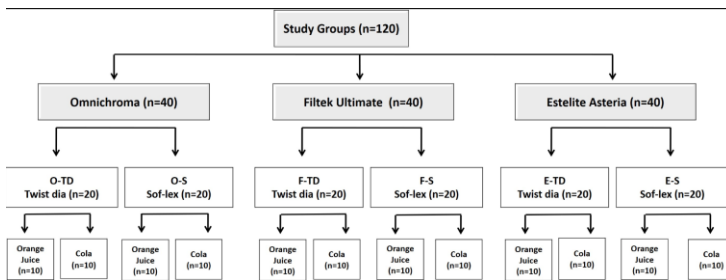 Study Groups (n=120)
Omnichroma (n=40)
Filtek Ultimate (n=40)
Estelite Asteria (n=40)
O-TD
Twist dia (n=20)
O-S
Sof-lex (n=20)
F-TD
Twist dia (n=20)
F-S
Sof-lex (n=20)
E-TD
Twist dia (n=20)
E-S
Sof-lex (n=20)
Orange
Juice
(n=10)
Cola
(n=10)
Orange
Juice
(n=10)
Cola
(n=10)
Orange
Juice
(n=10)
Cola
(n=10)
Orange
Juice
(n=10)
Cola
(n=10)
Orange
Juice
(n=10)
Cola
(n=10)
Orange
Juice
(n=10)
Cola
(n=10)